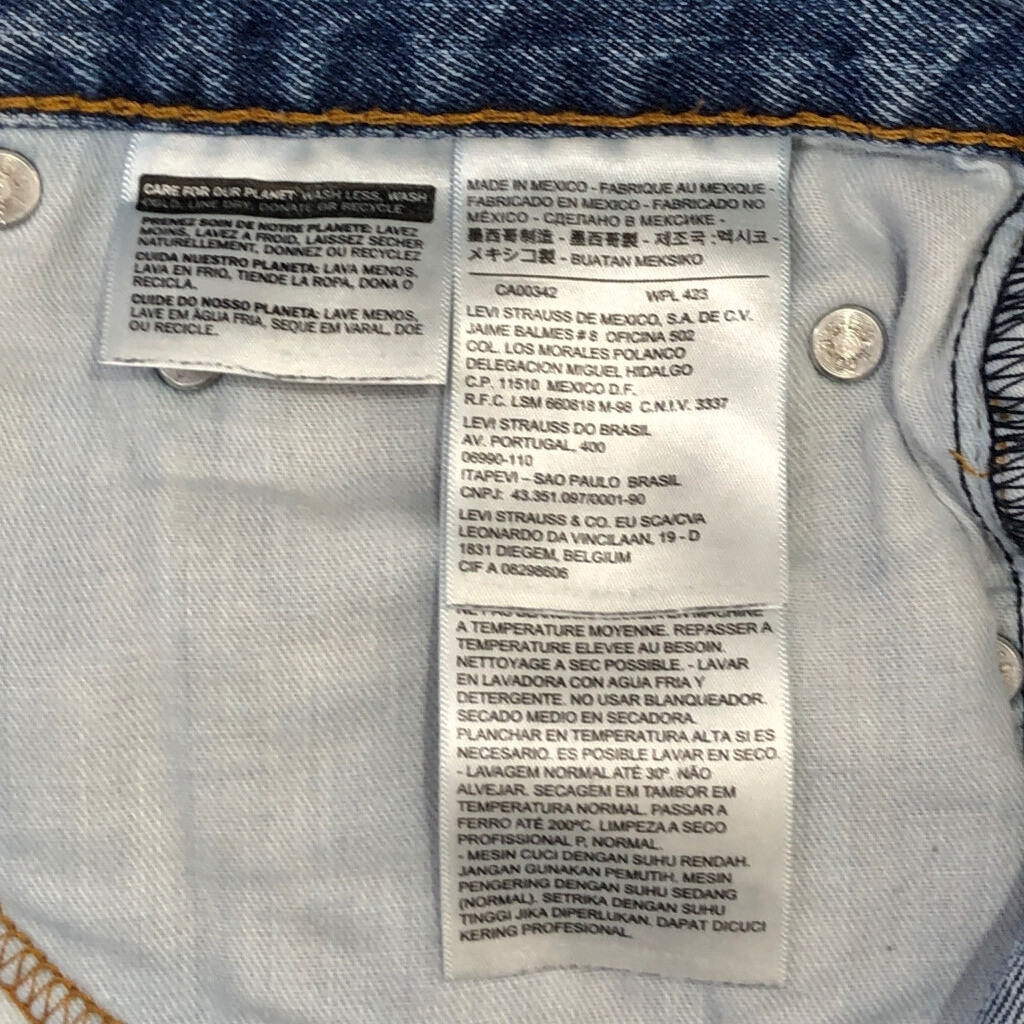 CARE FOR OUR PLANET: WASH LESS, WASH
COLD, LINE DRY, DONATE OR RECYCLE
PRENEZ SOIN DE NOTRE PLANETE: LAVEZ
MOINS, LAVEZ A FROID, LAISSEZ SECHER
NATURELLEMENT, DONNEZ OU RECYCLEZ
CUIDA NUESTRO PLANETA: LAVA MENOS,
LAVA EN FRIO, TIENDE LA ROPA, DONA O
RECICLA.
CUIDE DO NOSSO PLANETA: LAVE MENOS,
LAVE EM ÁGUA FRIA, SEQUE EM VARAL, DOE
OU RECICLE.
MADE IN MEXICO - FABRIQUE AU MEXIQUE -
FABRICADO EN MEXICO - FABRICADO NO
MÉXICO - СДЕЛАНО В МЕКСИКЕ -
墨西哥制造 - 墨西哥製 - 제조국 :멕시코 -
メキシコ製 - BUATAN MEKSIKO
CA00342 WPL 423
LEVI STRAUSS DE MEXICO, S.A. DE C.V.
JAIME BALMES # 8 OFICINA 502
COL. LOS MORALES POLANCO
DELEGACION MIGUEL HIDALGO
C.P. 11510 MEXICO D.F.
R.F.C. LSM 660818 M-96 C.N.I.V. 3337
LEVI STRAUSS DO BRASIL
AV. PORTUGAL, 400
06990-110
ITAPEVI – SAO PAULO BRASIL
CNPJ: 43.351.097/0001-90
LEVI STRAUSS & CO. EU SCA/CVA
LEONARDO DA VINCILAAN, 19 - D
1831 DIEGEM, BELGIUM
CIF A 08298606
A TEMPERATURE MOYENNE. REPASSER A
TEMPERATURE ELEVEE AU BESOIN.
NETTOYAGE A SEC POSSIBLE. - LAVAR
EN LAVADORA CON AGUA FRIA Y
DETERGENTE. NO USAR BLANQUEADOR.
SECADO MEDIO EN SECADORA.
PLANCHAR EN TEMPERATURA ALTA SI ES
NECESARIO. ES POSIBLE LAVAR EN SECO.
- LAVAGEM NORMAL ATÉ 30º. NÃO
ALVEJAR. SECAGEM EM TAMBOR EM
TEMPERATURA NORMAL. PASSAR A
FERRO ATÉ 200ºC. LIMPEZA A SECO
PROFISSIONAL P, NORMAL.
- MESIN CUCI DENGAN SUHU RENDAH.
JANGAN GUNAKAN PEMUTIH. MESIN
PENGERING DENGAN SUHU SEDANG
(NORMAL). SETRIKA DENGAN SUHU
TINGGI JIKA DIPERLUKAN. DAPAT DICUCI
KERING PROFESIONAL.